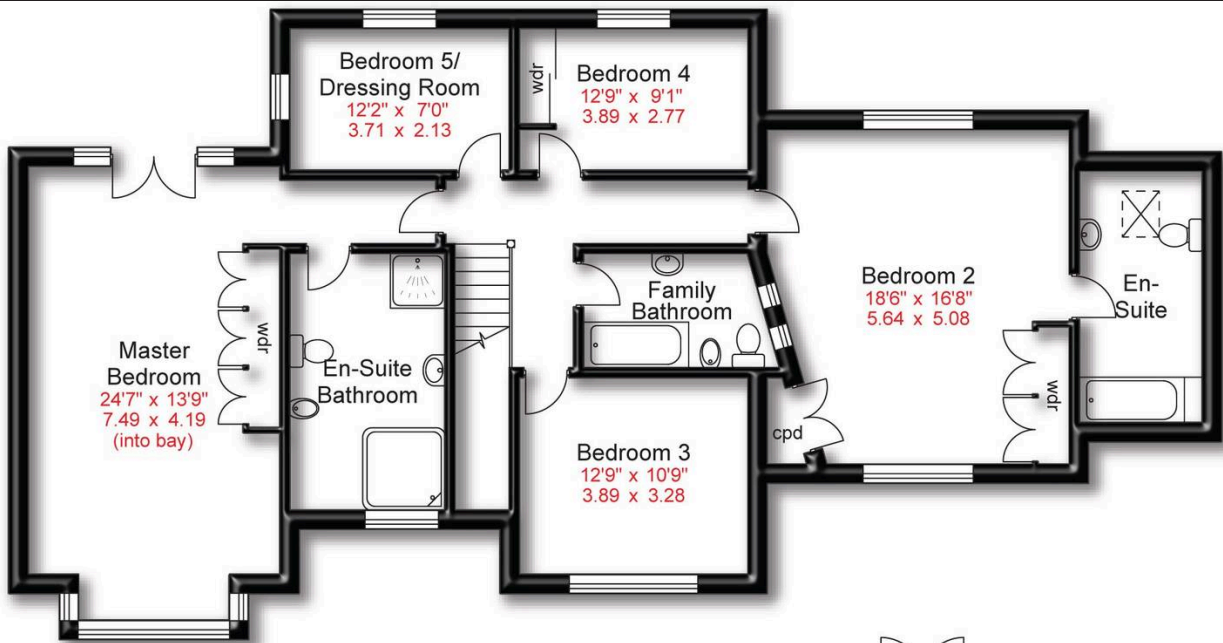 Bedroom 5/
Dressing Room
12'2" x 7'0"
3.71 x 2.13
wdr
Bedroom 4
12'9" x 9'1"
3.89 x 2.77
Master
Bedroom
24'7" x 13'9"
7.49 x 4.19
(into bay)
wdr
En-Suite
Bathroom
Family
Bathroom
Bedroom 2
18'6" x 16'8"
5.64 x 5.08
En-
Suite
wdr
cpd
Bedroom 3
12'9" x 10'9"
3.89 x 3.28